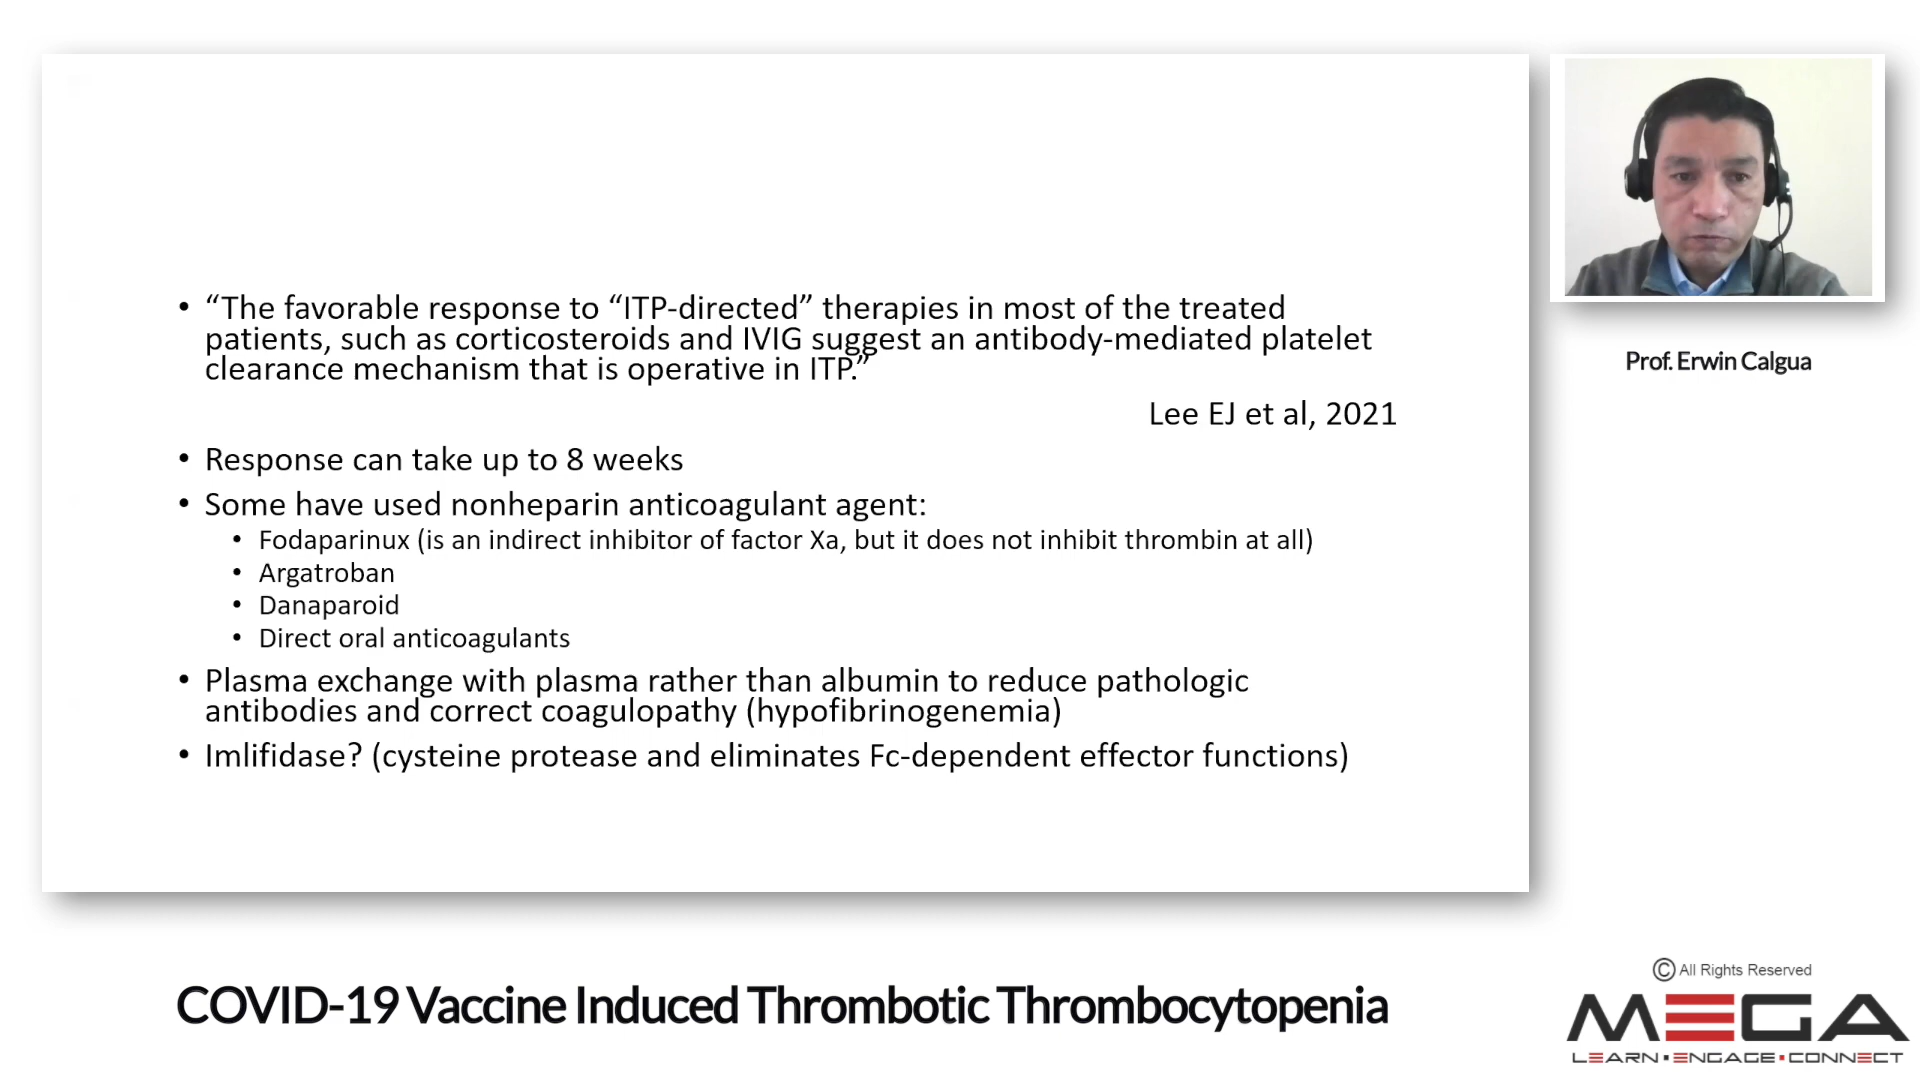 • “The favorable response to “ITP-directed” therapies in most of the treated
patients, such as corticosteroids and IVIG suggest an antibody-mediated platelet
clearance mechanism that is operative in ITP.”
Lee EJ et al, 2021
• Response can take up to 8 weeks
• Some have used nonheparin anticoagulant agent:
• Fodaparinux (is an indirect inhibitor of factor Xa, but it does not inhibit thrombin at all)
• Argatroban
• Danaparoid
• Direct oral anticoagulants
• Plasma exchange with plasma rather than albumin to reduce pathologic
antibodies and correct coagulopathy (hypofibrinogenemia)
• Imlifidase? (cysteine protease and eliminates Fc-dependent effector functions)
Prof. Erwin Calgua
COVID-19 Vaccine Induced Thrombotic Thrombocytopenia
© All Rights Reserved
MEGA
LEARN▪ENGAGE▪CONNECT